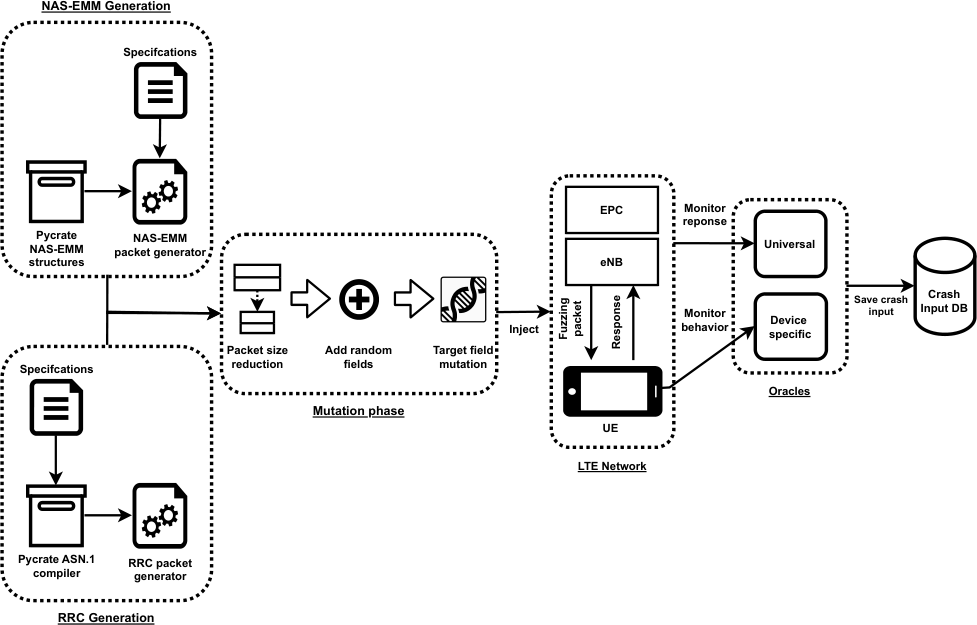 NAS-EMM Generation
Specifcations
Pycrate
NAS-EMM
structures
NAS-EMM
packet generator
Specifcations
Pycrate ASN.1
compiler
RRC packet
generator
RRC Generation
Packet size
reduction
Add random
fields
Target field
mutation
Mutation phase
Inject
EPC
eNB
Fuzzing
packet
Response
UE
LTE Network
Monitor
reponse
Monitor
behavior
Universal
Device
specific
Oracles
Save crash
input
Crash
Input DB